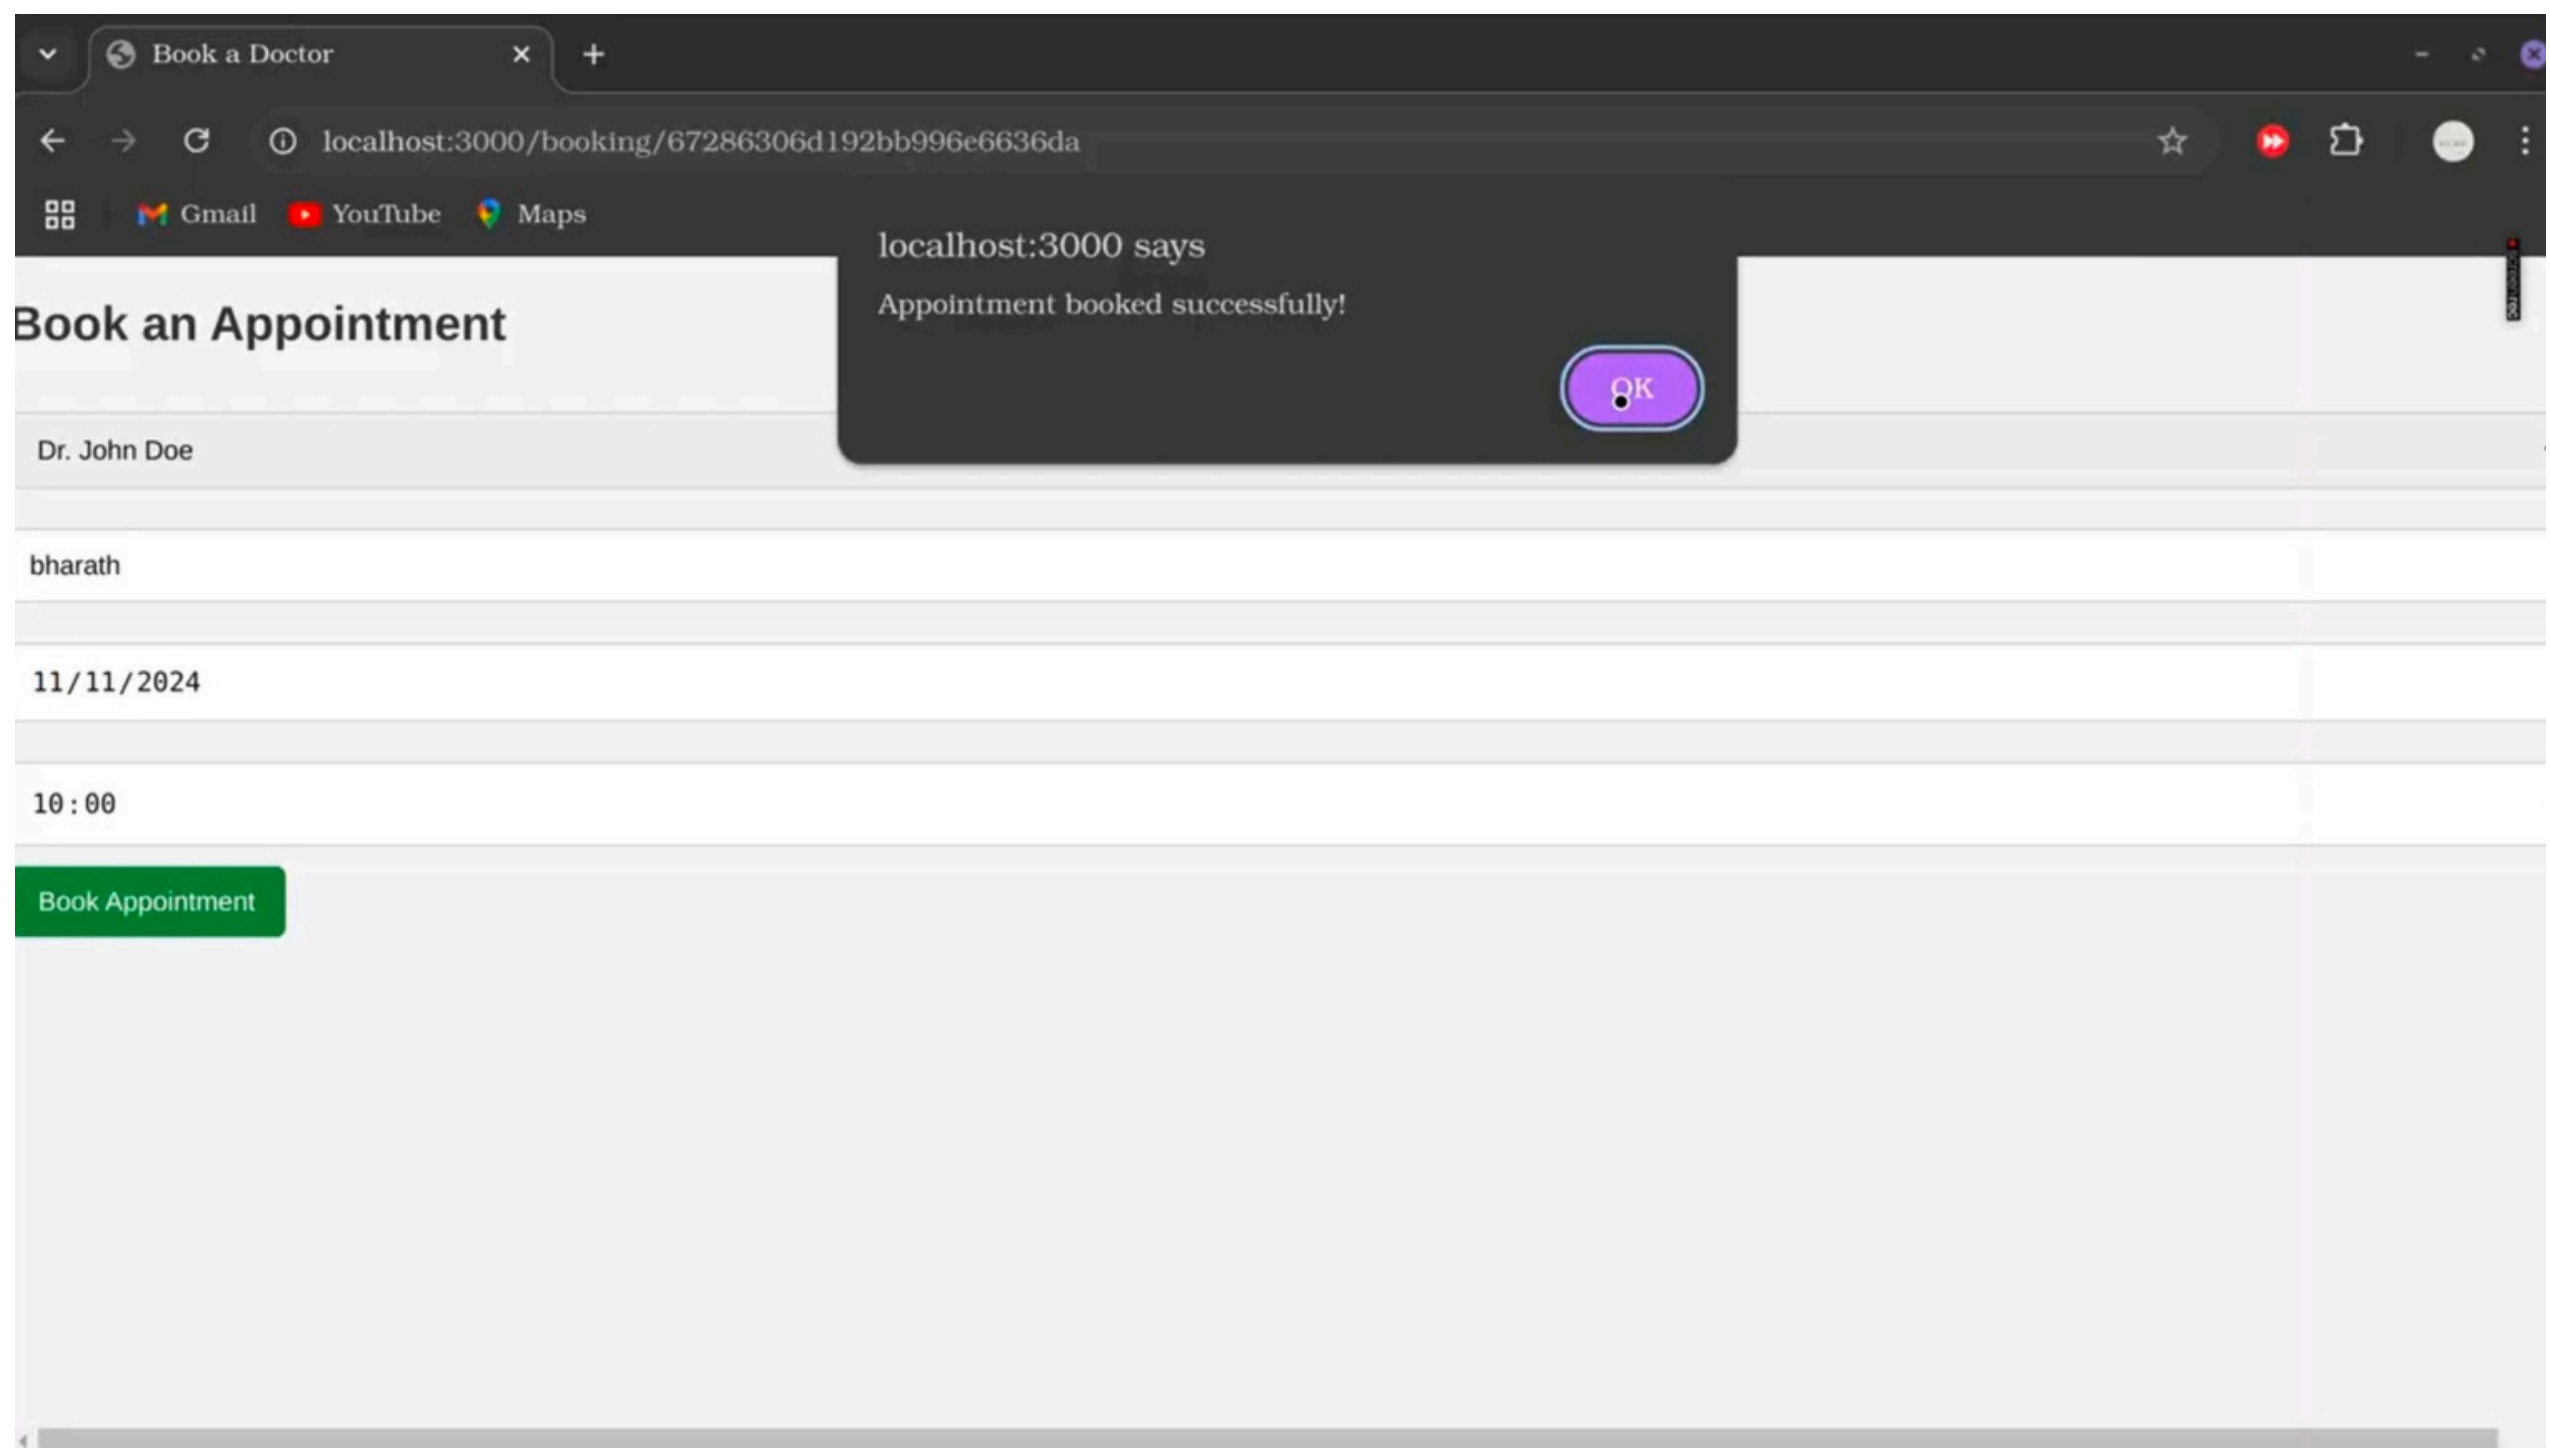 Book a Doctor
localhost:3000/booking/67286306d192bb996e6636da
Gmail YouTube Maps
localhost:3000 says
Appointment booked successfully!
OK
Book an Appointment
Dr. John Doe
bharath
11/11/2024
10:00
Book Appointment